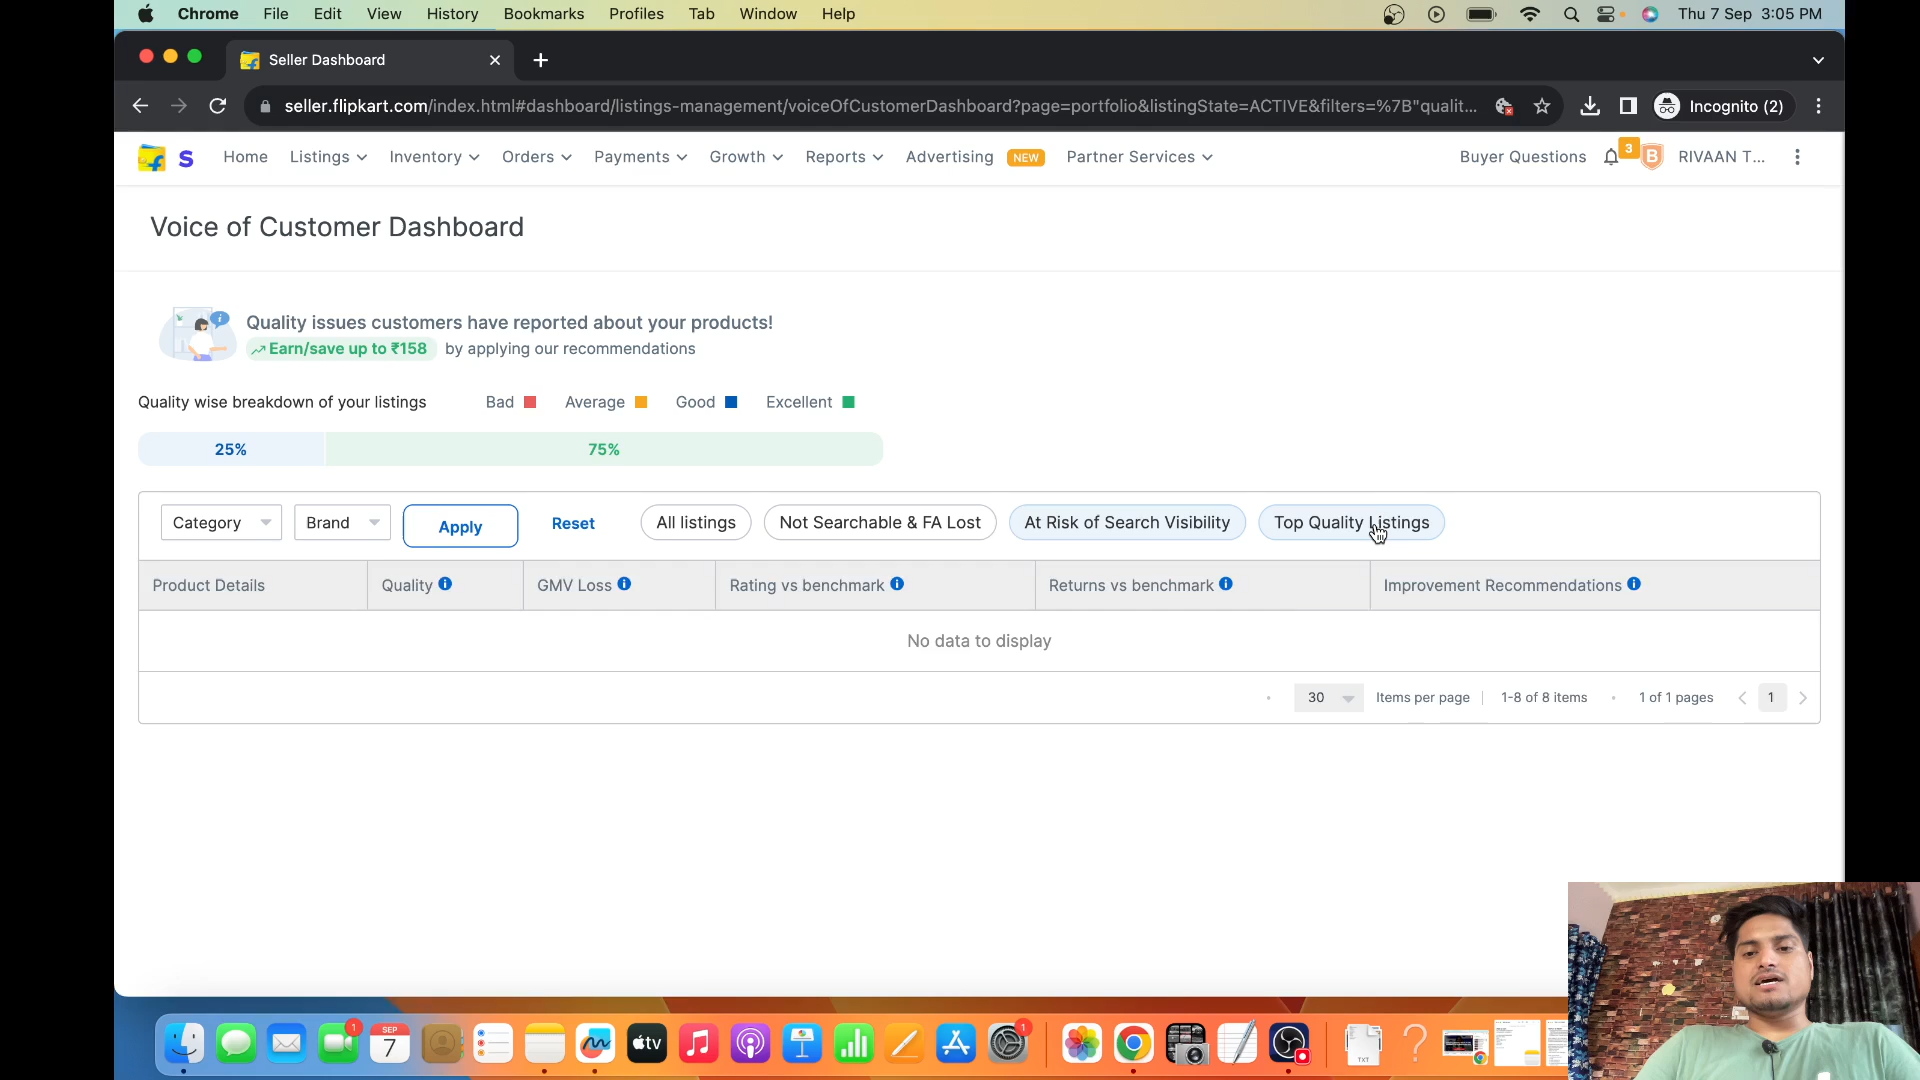 Chrome File Edit View History Bookmarks Profiles Tab Window Help Thu 7 Sep 3:05 PM
Seller Dashboard
seller.flipkart.com/index.html#dashboard/listings-management/voiceOfCustomerDashboard?page=portfolio&listingState=ACTIVE&filters=%7B"qualit... Incognito (2)
Home Listings Inventory Orders Payments Growth Reports Advertising NEW Partner Services Buyer Questions 3 B RIVAAN T...
Voice of Customer Dashboard
Quality issues customers have reported about your products!
Earn/save up to ₹158 by applying our recommendations
Quality wise breakdown of your listings Bad Average Good Excellent
25% 75%
Category Brand Apply Reset All listings Not Searchable & FA Lost At Risk of Search Visibility Top Quality Listings
Product Details Quality GMV Loss Rating vs benchmark Returns vs benchmark Improvement Recommendations
No data to display
30 Items per page 1-8 of 8 items 1 of 1 pages 1
1 SEP 7 tv 1 TXT